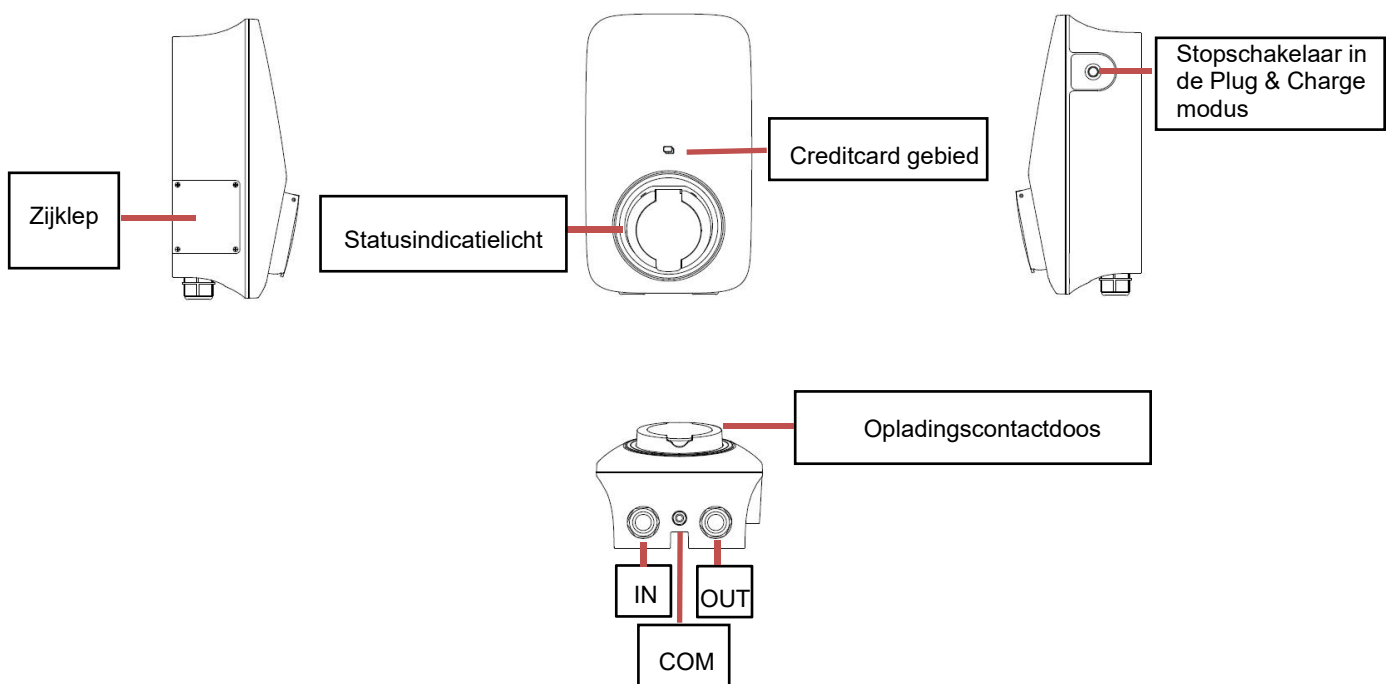 Stopschakelaar in
de Plug & Charge
modus
Creditcard gebied
Zijklep
Statusindicatielicht
Opladingscontactdoos
IN
OUT
COM